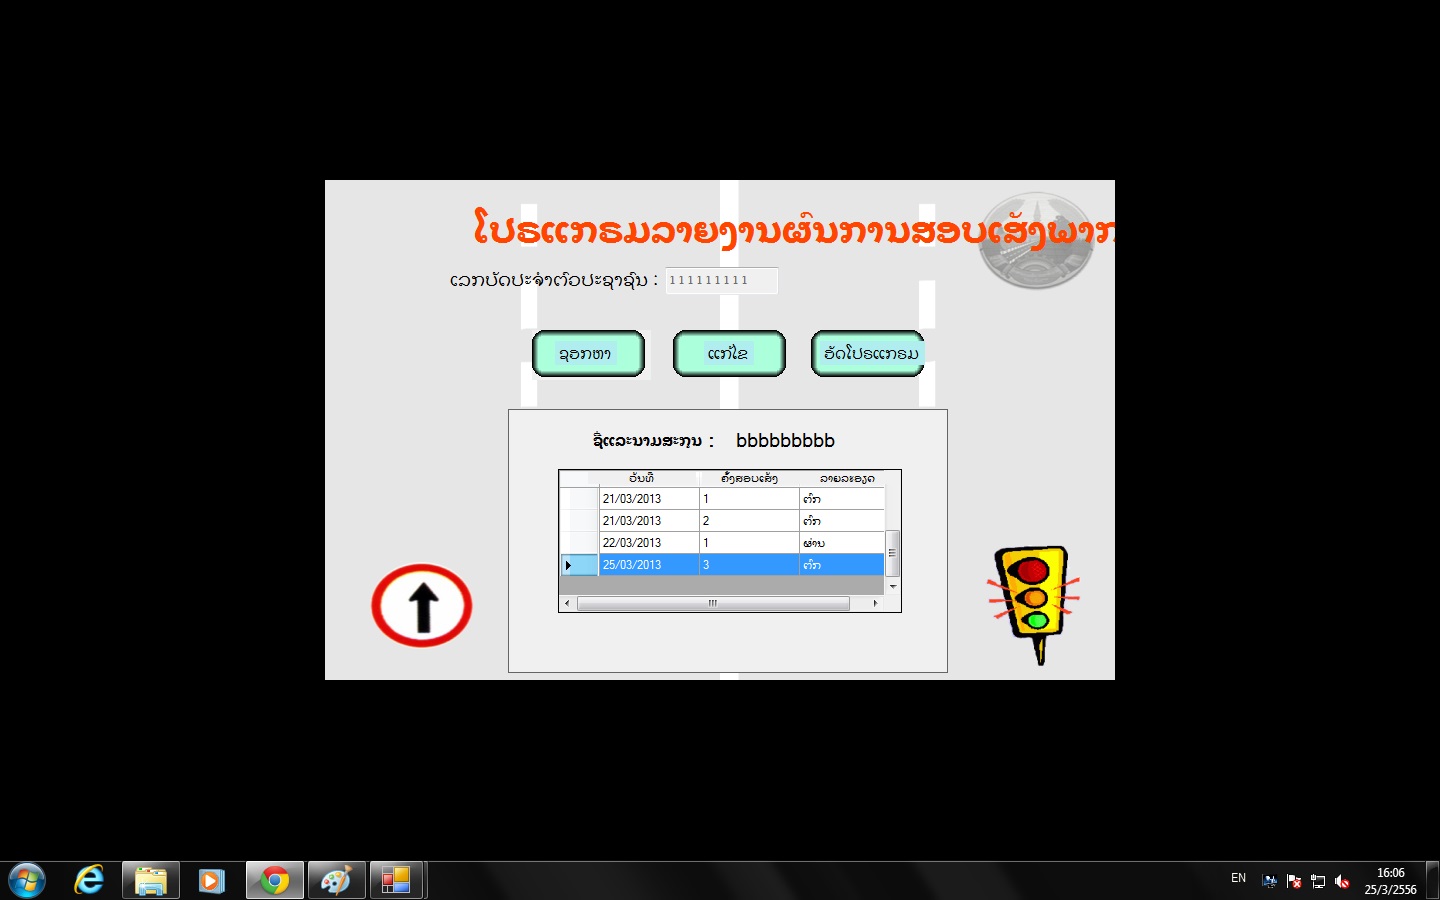 ໂປຣແກຣມລາຍງານຜົນການສອບເສັງພາກ
ເລກບັດປະຈຳຕົວປະຊາຊົນ : 111111111
ຊອກຫາ ແກ້ໄຂ ອັດໂປຣແກຣມ
ຊື່ແລະນາມສະກຸນ : bbbbbbbbb
ວັນທີ ຄັ້ງສອບເສັງ ລາຍລະອຽດ
21/03/2013 1 ຕົກ
21/03/2013 2 ຕົກ
22/03/2013 1 ຜ່ານ
25/03/2013 3 ຕົກ
EN 16:06
25/3/2556